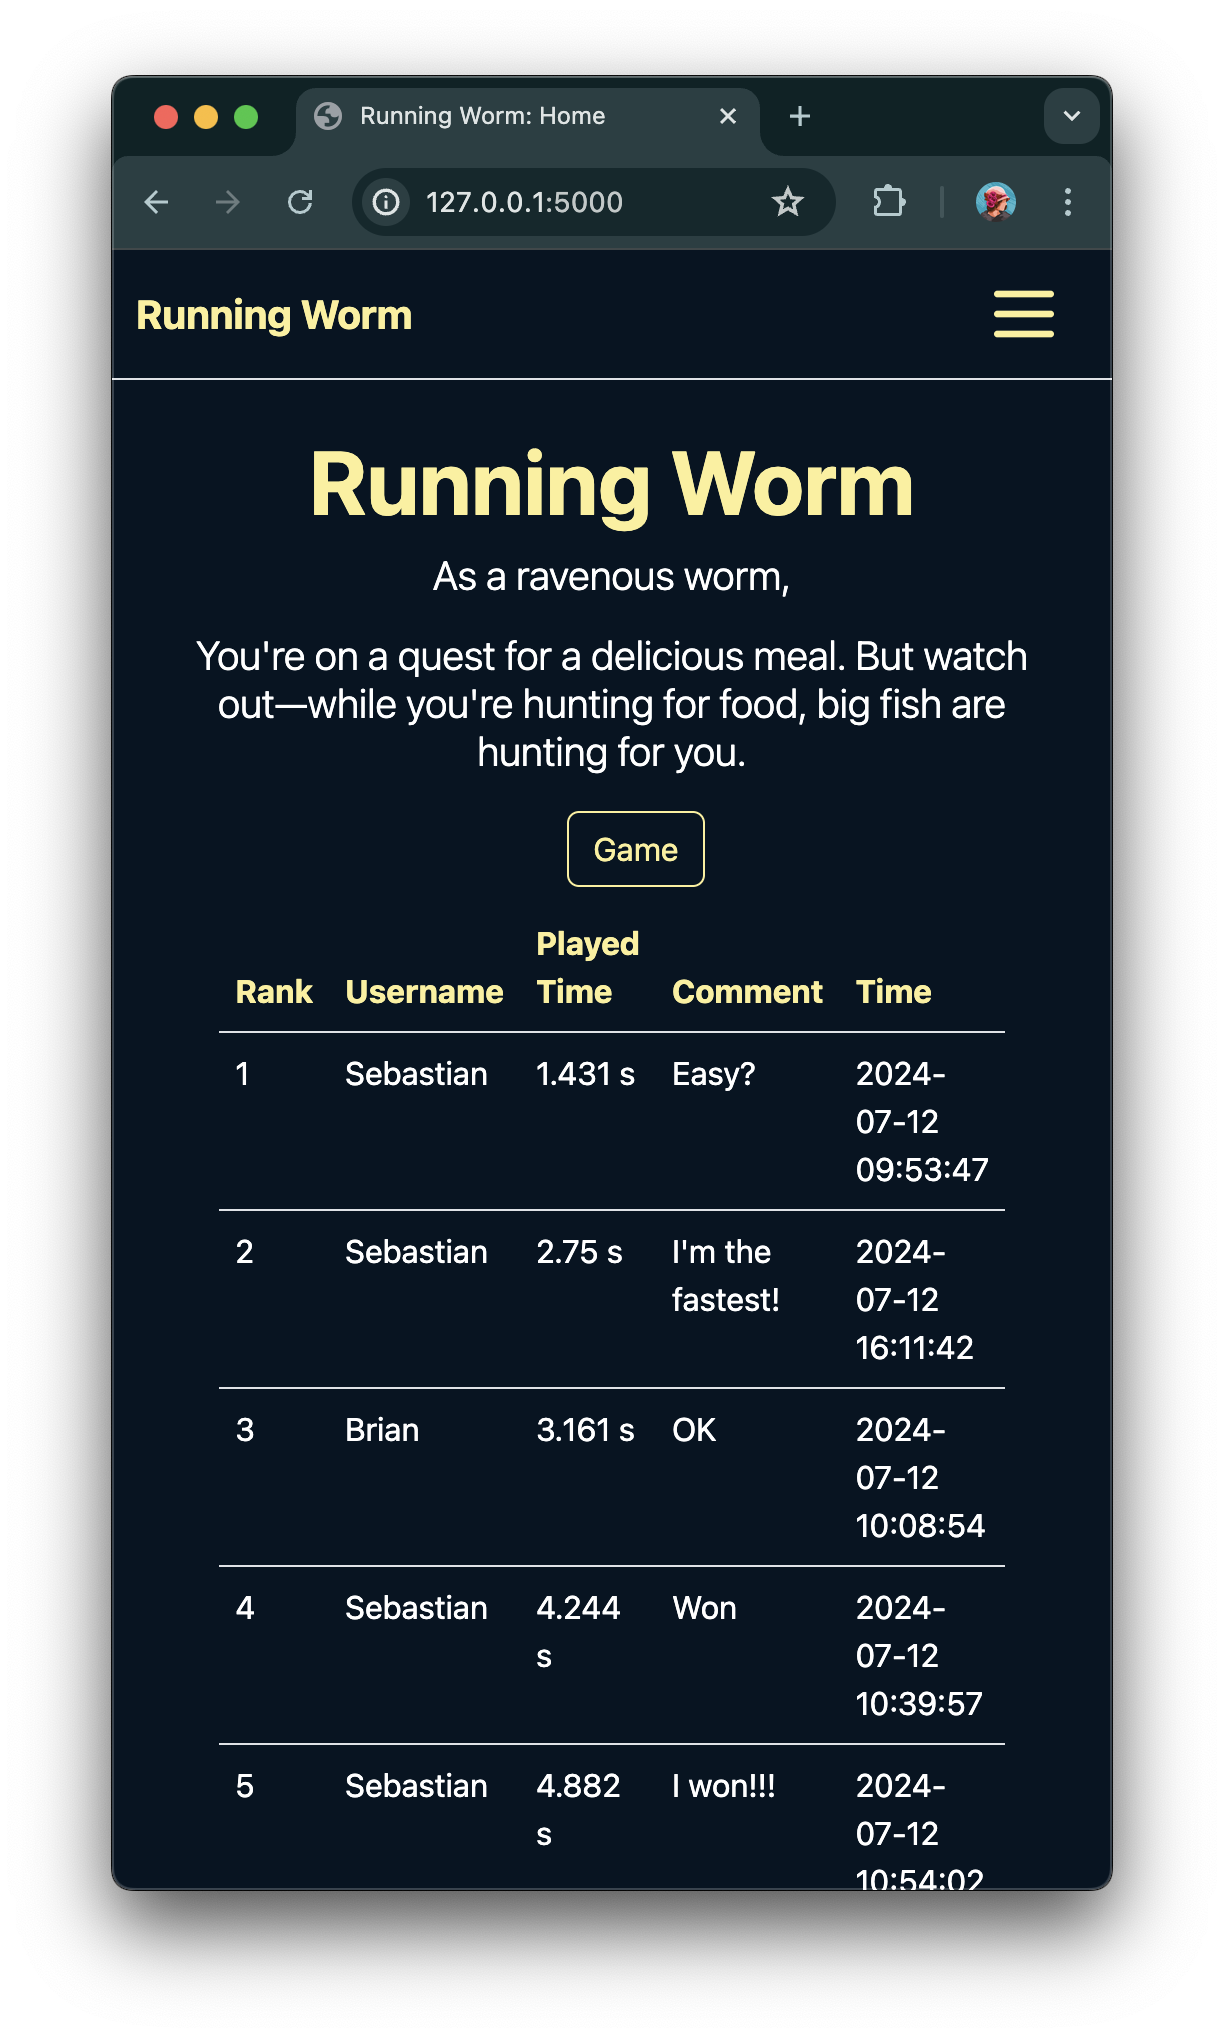 Running Worm: Home
127.0.0.1:5000
Running Worm
Running Worm
As a ravenous worm,
You're on a quest for a delicious meal. But watch
out—while you're hunting for food, big fish are
hunting for you.
Game
Rank Username Played Time Comment Time
1 Sebastian 1.431 s Easy? 2024-07-12 09:53:47
2 Sebastian 2.75 s I'm the fastest! 2024-07-12 16:11:42
3 Brian 3.161 s OK 2024-07-12 10:08:54
4 Sebastian 4.244 s Won 2024-07-12 10:39:57
5 Sebastian 4.882 s I won!!! 2024-07-12 10:54:02